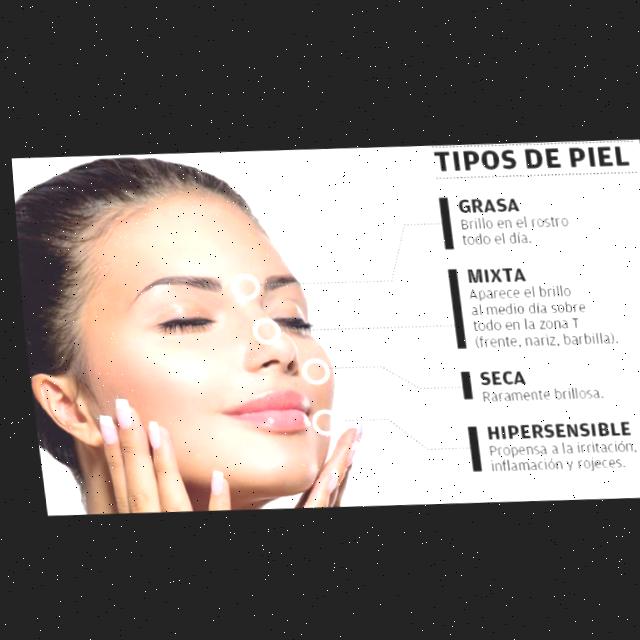 TIPOS DE PIEL
GRASA
Brillo en el rostro
todo el día.
MIXTA
Aparece el brillo
al medio día sobre
todo en la zona T
(frente, nariz, barbilla).
SECA
Raramente brillosa.
HIPERSENSIBLE
Propensa a la irritación,
inflamación y rojeces.